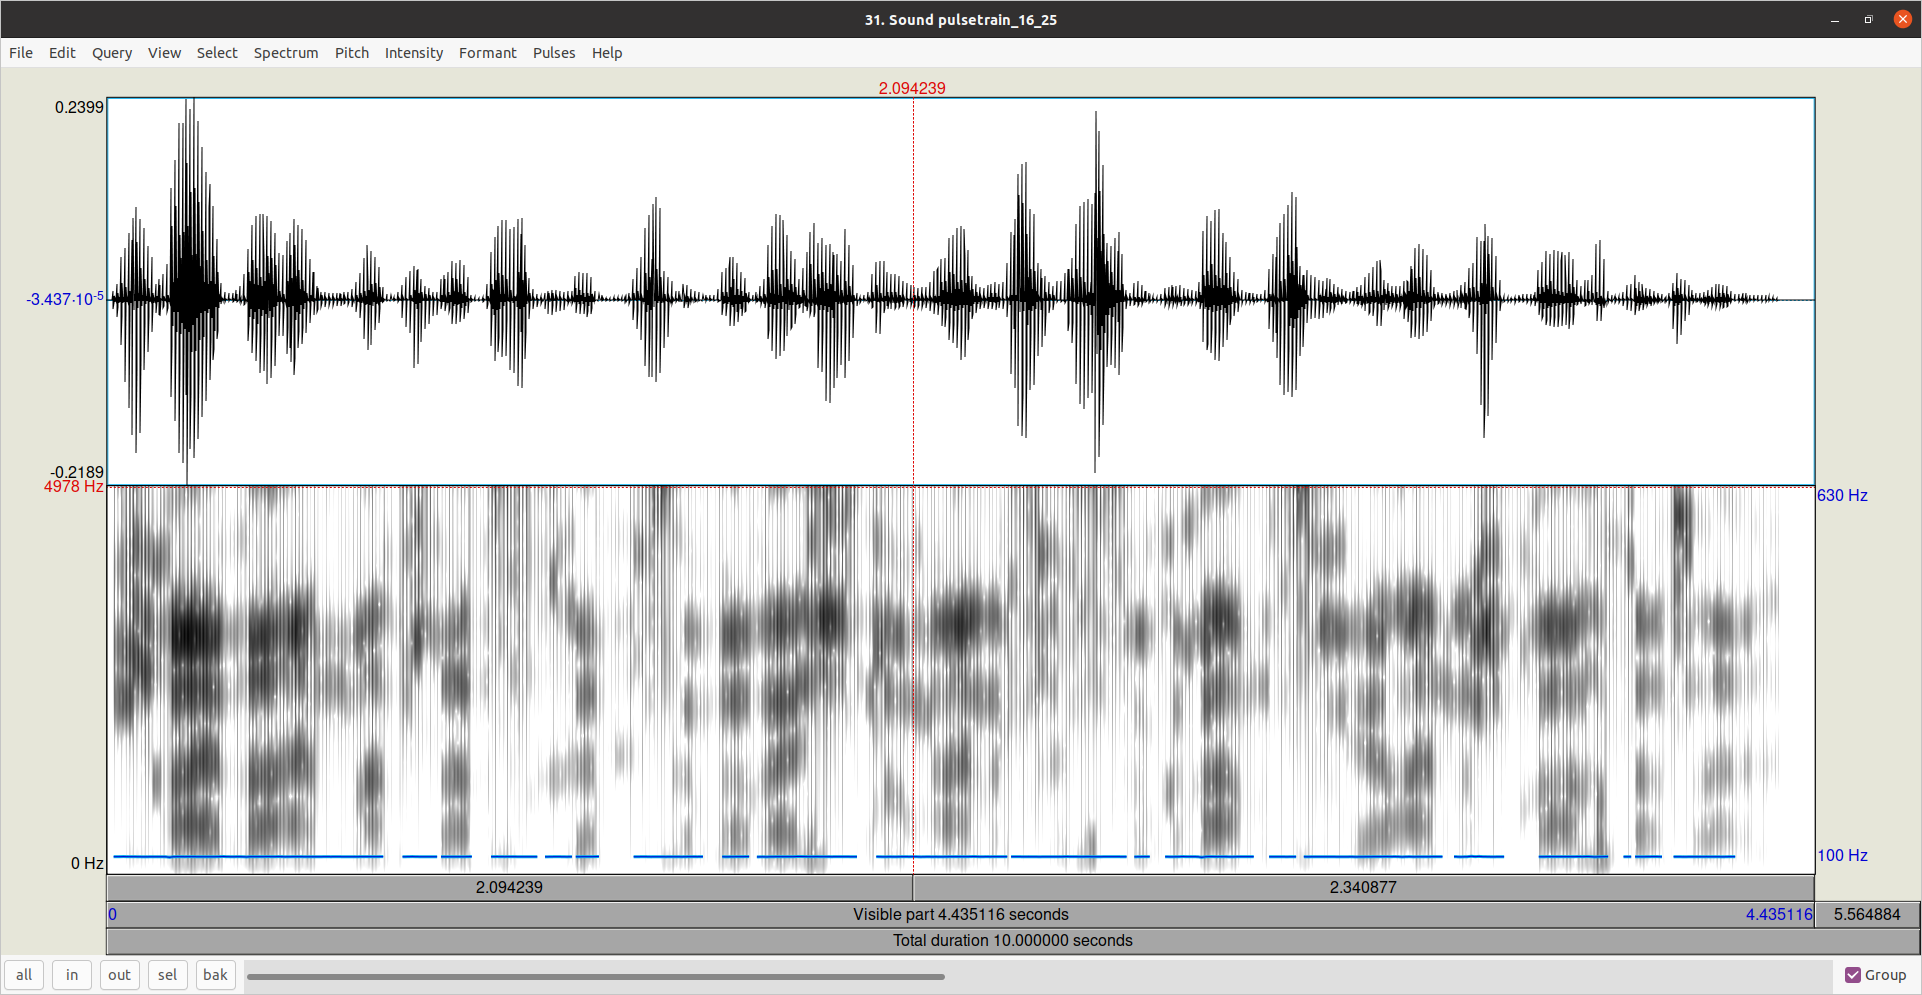 31. Sound pulsetrain_16_25
File Edit Query View Select Spectrum Pitch Intensity Formant Pulses Help
2.094239
0.2399
-3.437·10-5
-0.2189
4978 Hz
630 Hz
0 Hz
100 Hz
2.094239 2.340877
0 Visible part 4.435116 seconds 4.435116 5.564884
Total duration 10.000000 seconds
all in out sel bak Group